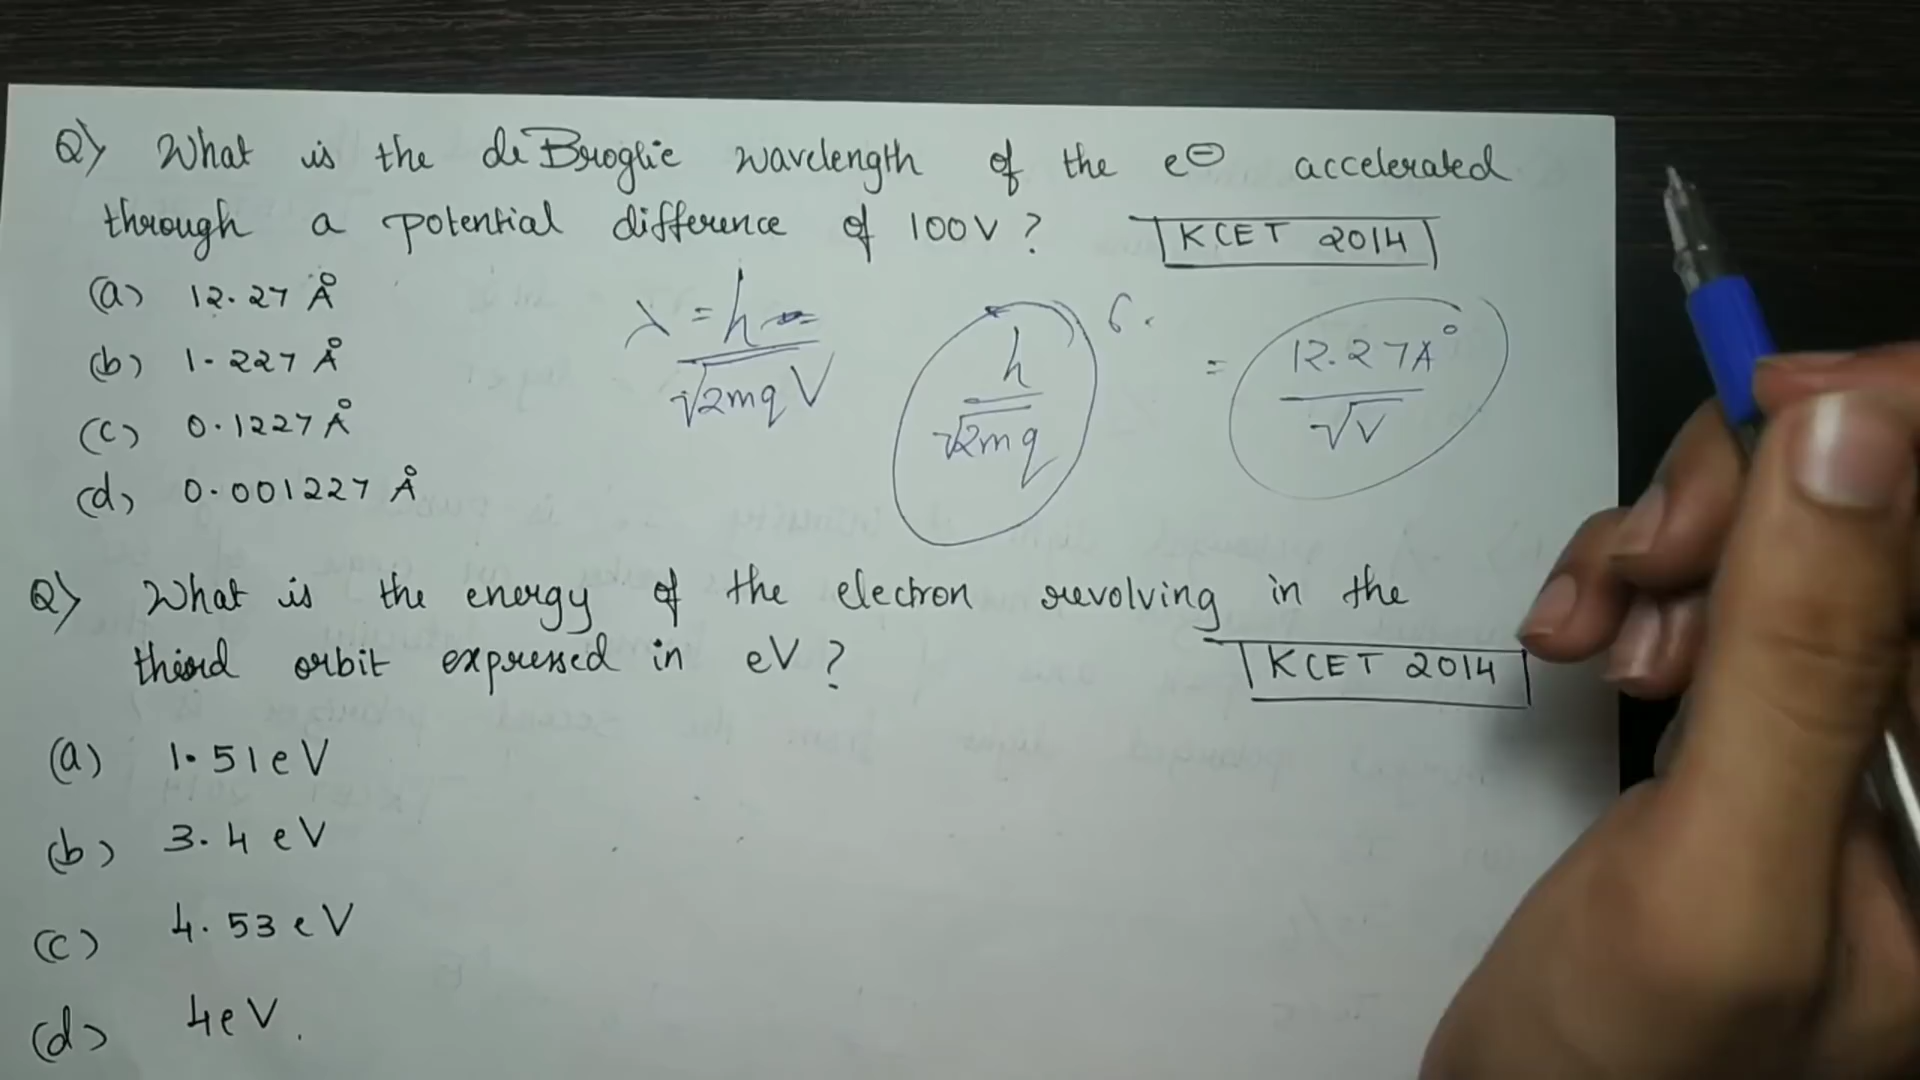 Q) What is the de Broglie wavelength of the e⊖ accelerated
through a potential difference of 100V?
KCET 2014
(a) 12.27 Å
(b) 1.227 Å
(c) 0.1227 Å
(d) 0.001227 Å
λ = h / √2mqV
h / √2mq
6.
= 12.27Å / √V
Q) What is the energy of the electron revolving in the
third orbit expressed in eV?
KCET 2014
(a) 1.51eV
(b) 3.4 eV
(c) 4.53 eV
(d) 4eV.